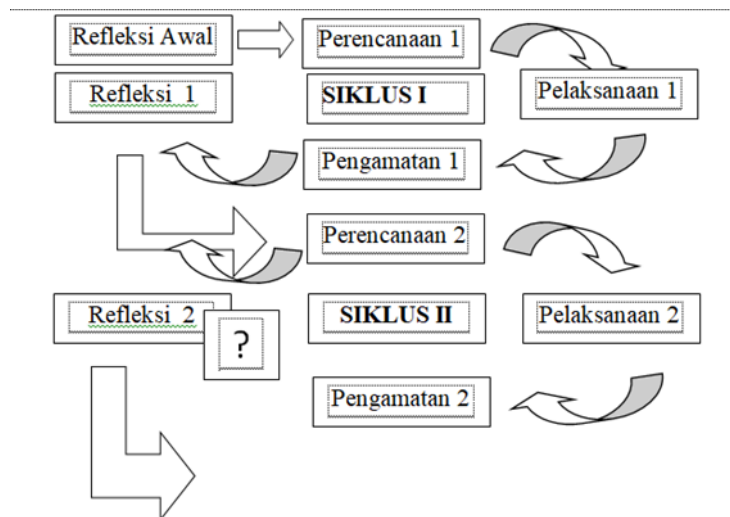 Refleksi Awal
Perencanaan 1
Refleksi 1
SIKLUS I
Pelaksanaan 1
Pengamatan 1
Perencanaan 2
Refleksi 2
SIKLUS II
Pelaksanaan 2
?
Pengamatan 2